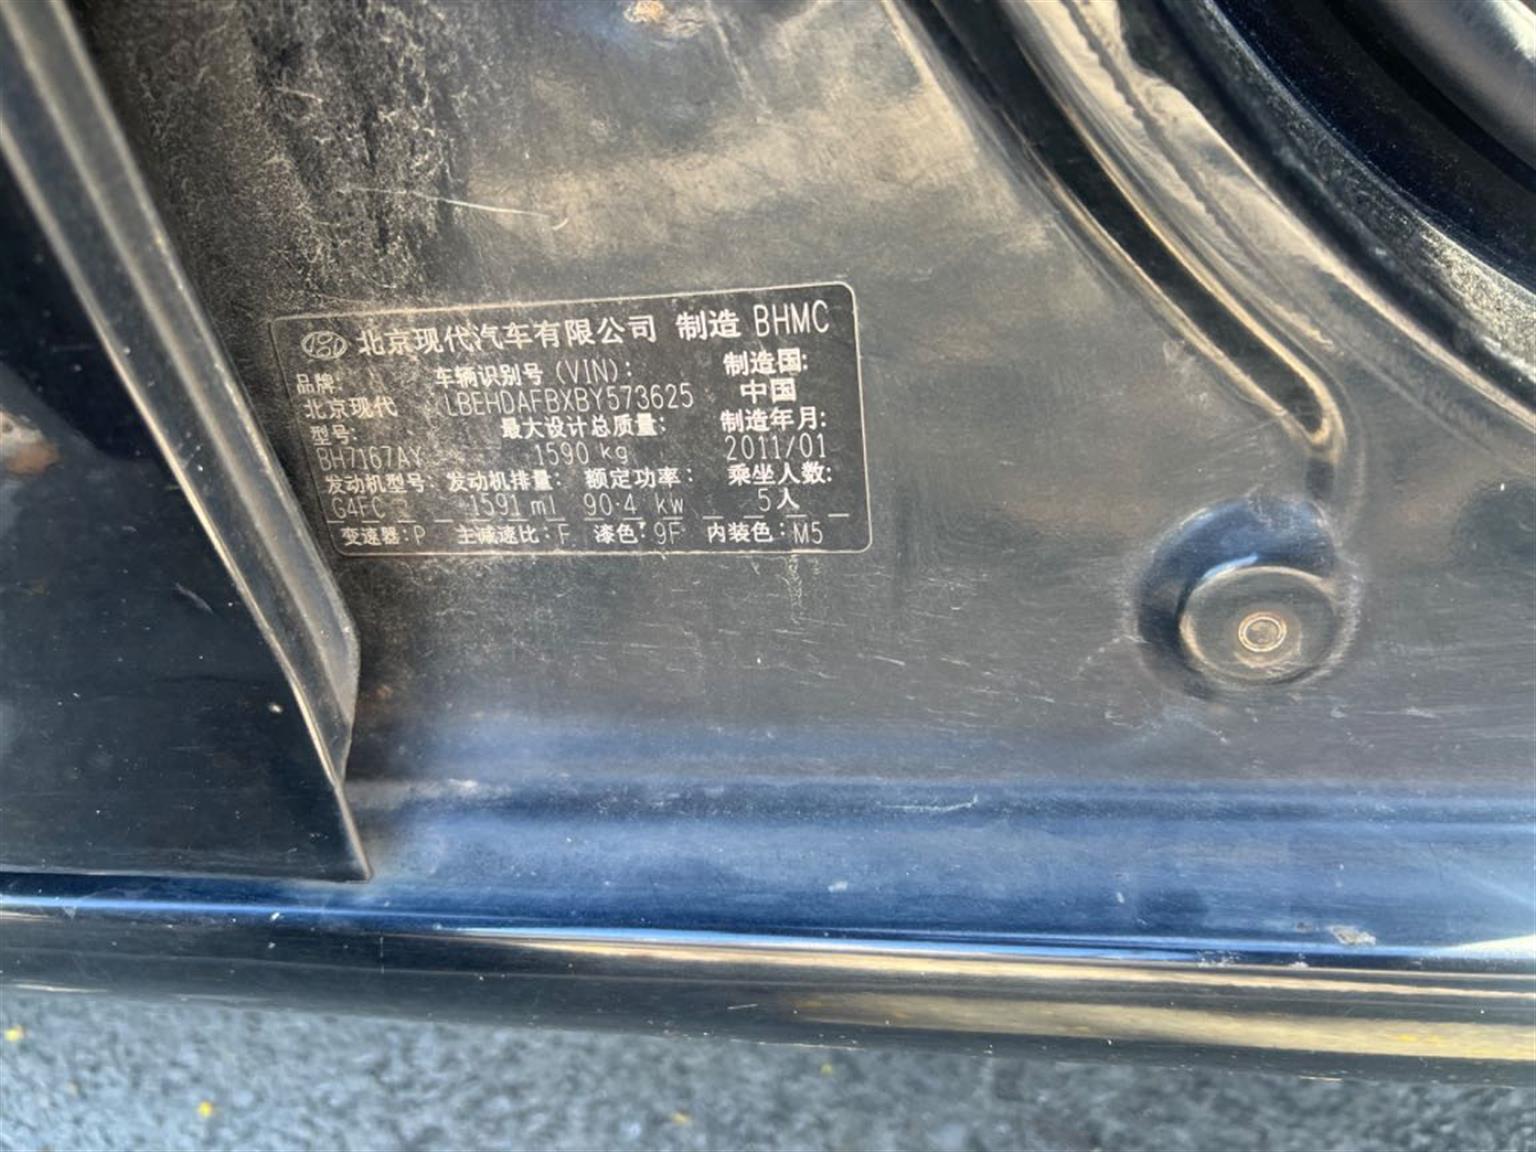 北京现代汽车有限公司 制造 BHMC
品牌: 车辆识别号(VIN): 制造国:
北京现代 LBEHDAFBXBY573625 中国
型号: 最大设计总质量: 制造年月:
BH7167AY 1590 kg 2011/01
发动机型号 发动机排量: 额定功率: 乘坐人数:
G4FC 1591 ml 90.4 kw 5人
变速器:P 主减速比:F 漆色:9F 内装色:M5